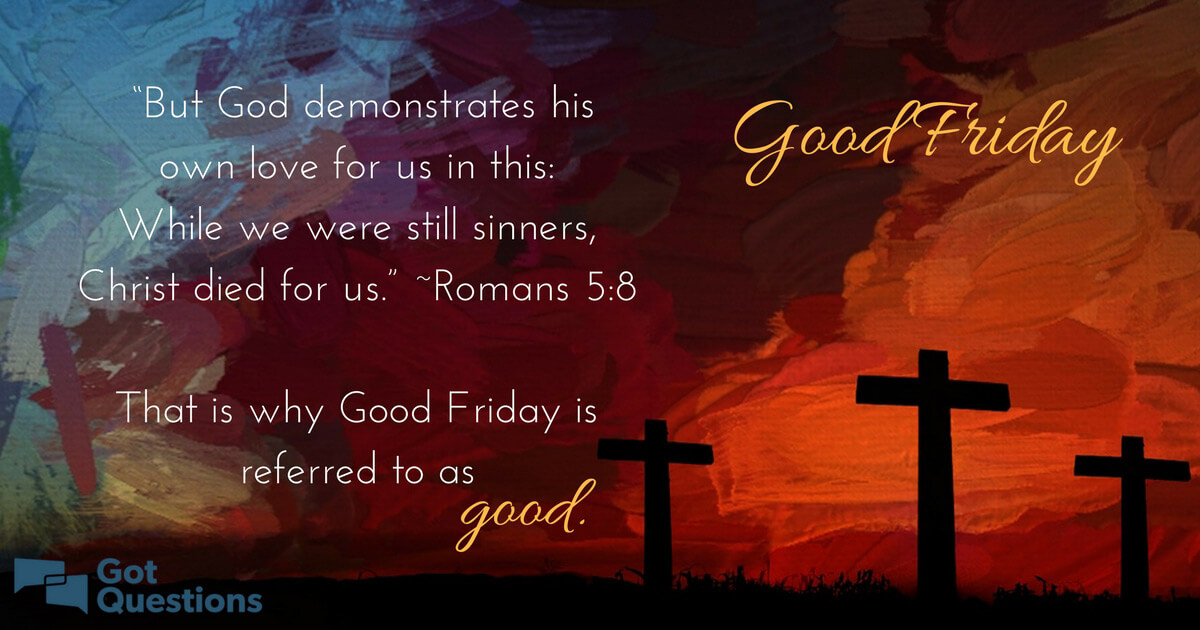 “But God demonstrates his
own love for us in this:
While we were still sinners,
Christ died for us.” ~Romans 5:8
That is why Good Friday is
referred to as
good.
Good Friday
Got
Questions